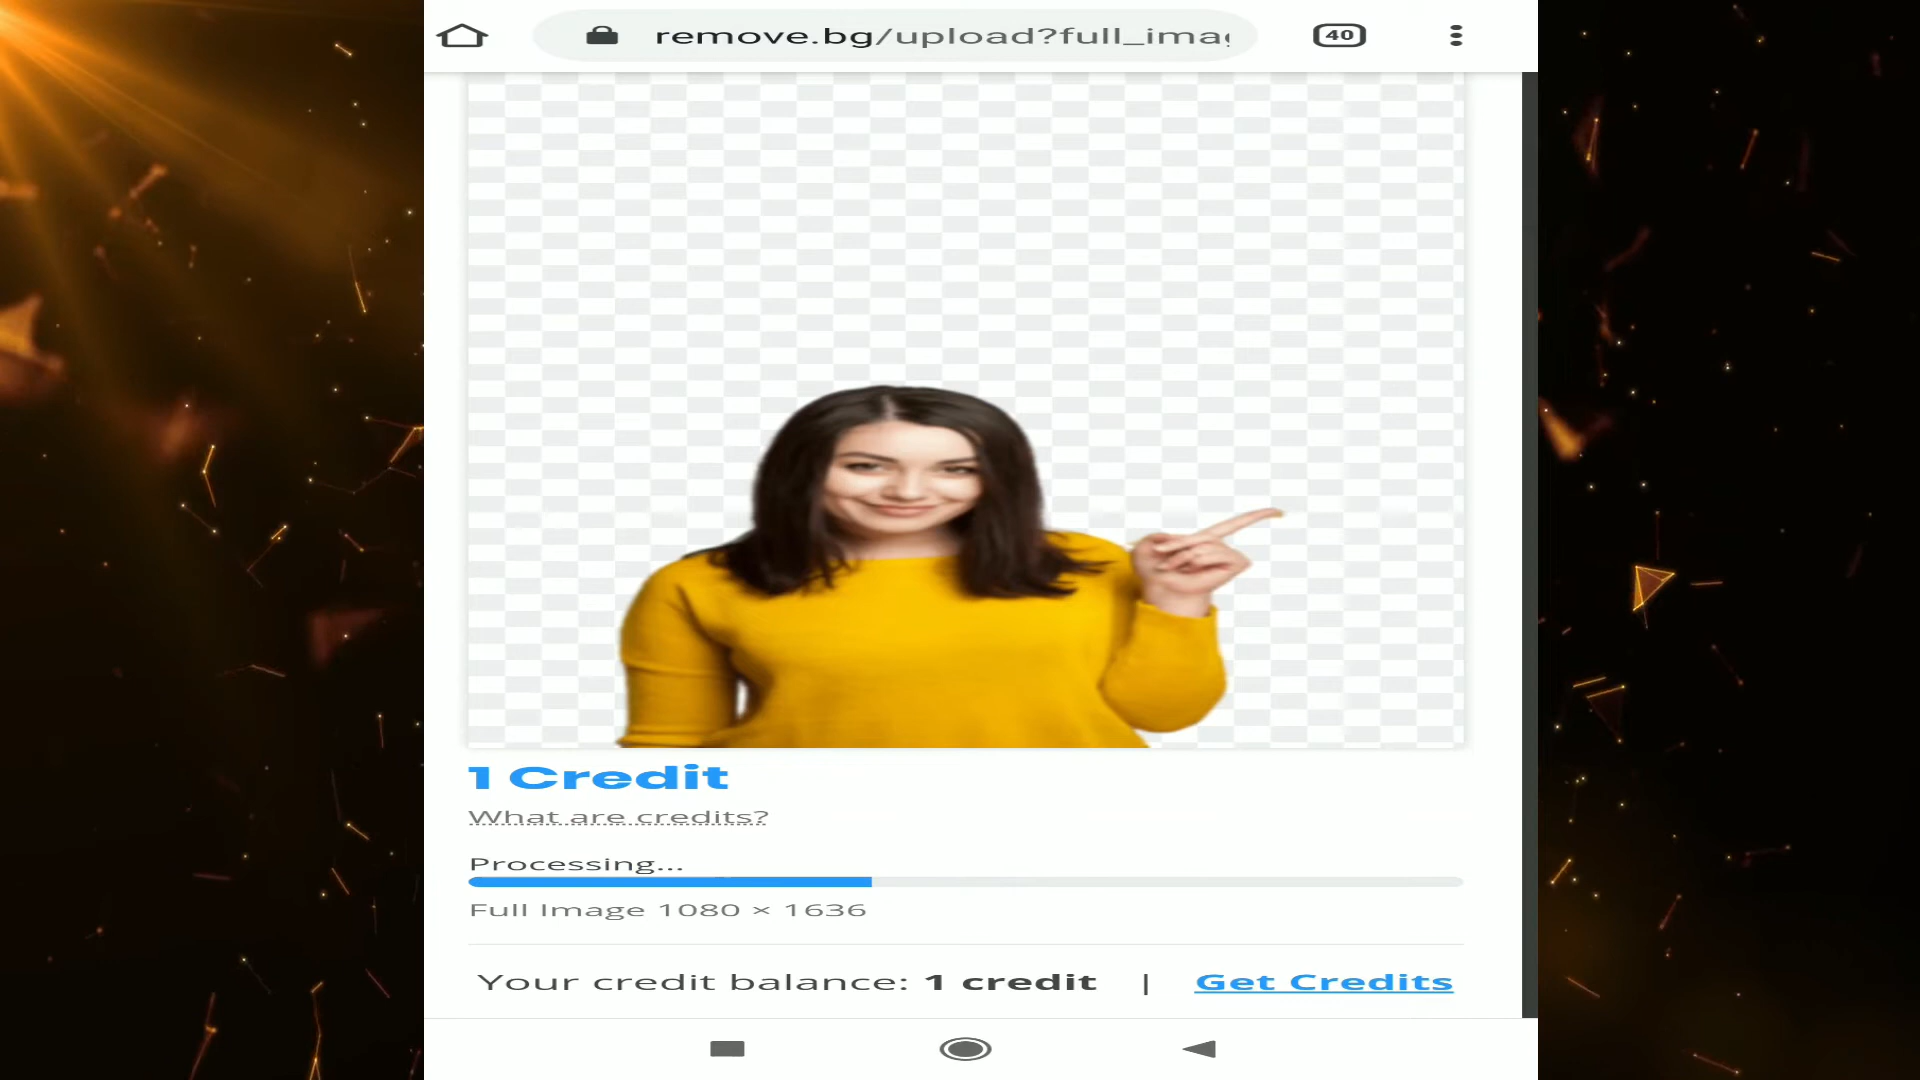 remove.bg/upload?full_ima
40
1 Credit
What are credits?
Processing...
Full Image 1080 × 1636
Your credit balance: 1 credit | Get Credits